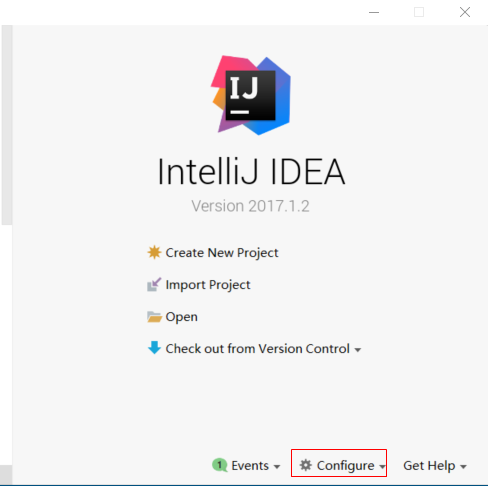 IJ
IntelliJ IDEA
Version 2017.1.2
Create New Project
Import Project
Open
Check out from Version Control
1 Events Configure Get Help